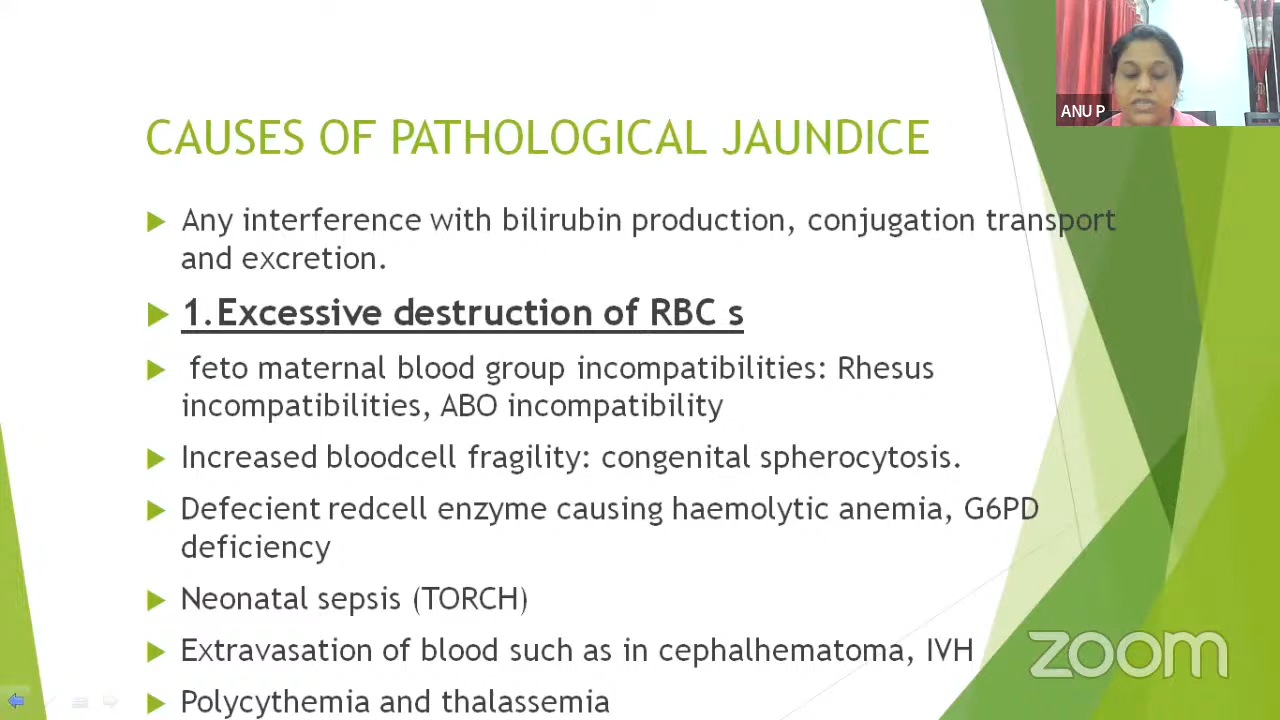 ANU P
CAUSES OF PATHOLOGICAL JAUNDICE
Any interference with bilirubin production, conjugation transport
and excretion.
1.Excessive destruction of RBC s
feto maternal blood group incompatibilities: Rhesus
incompatibilities, ABO incompatibility
Increased bloodcell fragility: congenital spherocytosis.
Defecient redcell enzyme causing haemolytic anemia, G6PD
deficiency
Neonatal sepsis (TORCH)
Extravasation of blood such as in cephalhematoma, IVH
Polycythemia and thalassemia
zoom